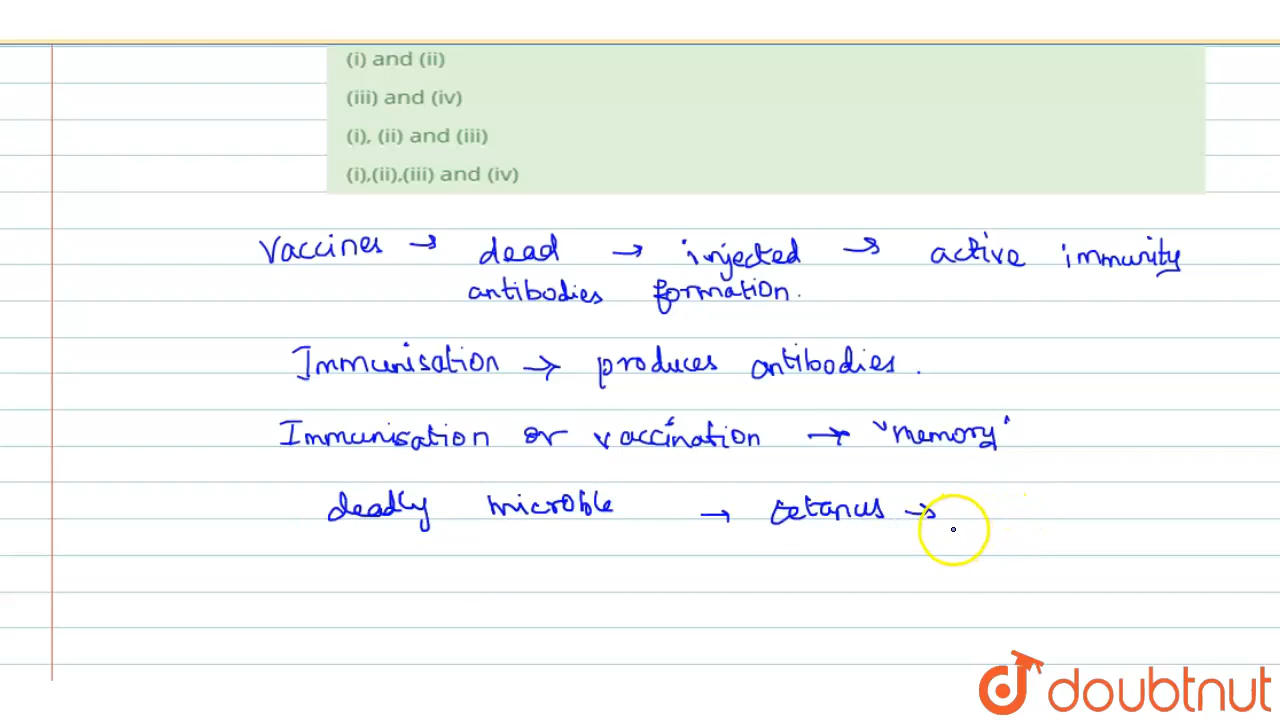 (i) and (ii)
(iii) and (iv)
(i), (ii) and (iii)
(i),(ii),(iii) and (iv)
Vaccines → dead → injected → active immunity
antibodies formation.
Immunisation → produces antibodies.
Immunisation or vaccination → "memory"
deadly microble → tetanus →
doubtnut